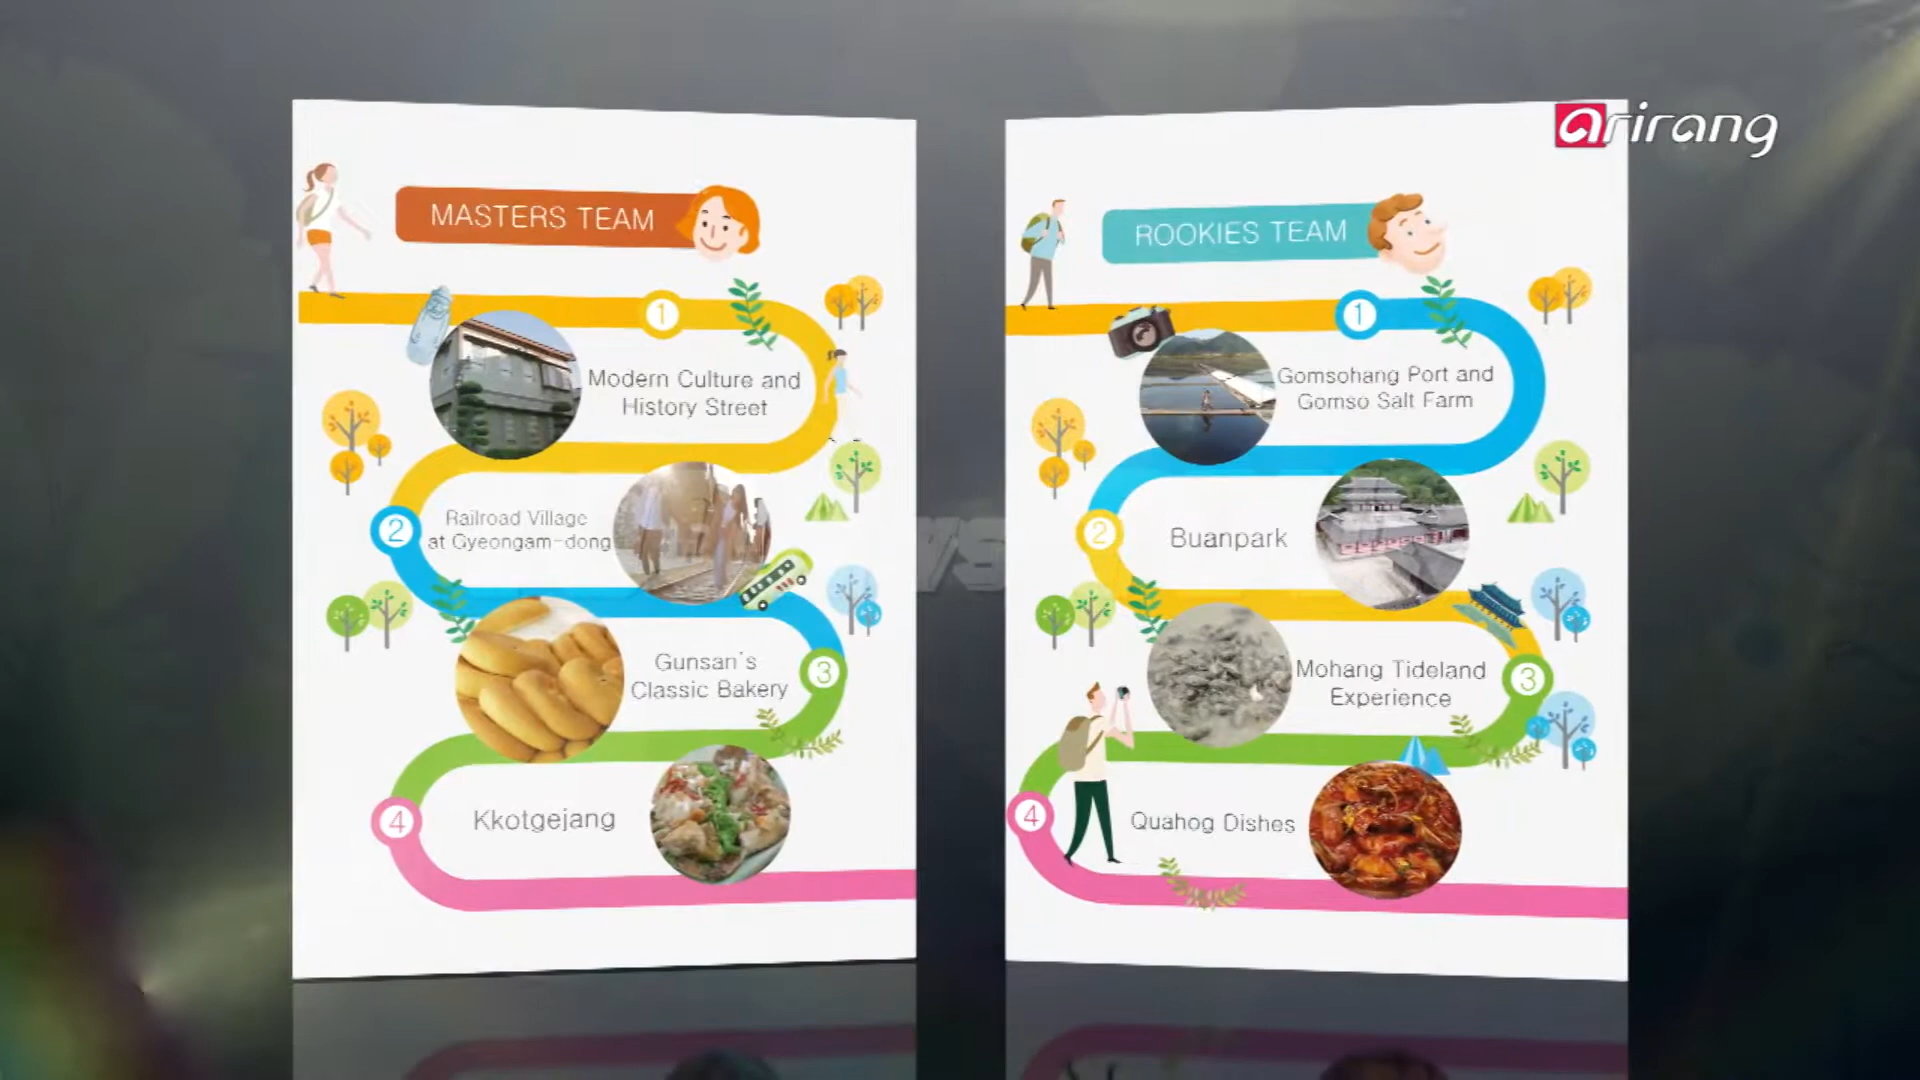 arirang
MASTERS TEAM
1
Modern Culture and
History Street
2
Railroad Village
at Gyeongam-dong
3
Gunsan's
Classic Bakery
4
Kkotgejang
ROOKIES TEAM
1
Gomsohang Port and
Gomso Salt Farm
2
Buanpark
3
Mohang Tideland
Experience
4
Quahog Dishes